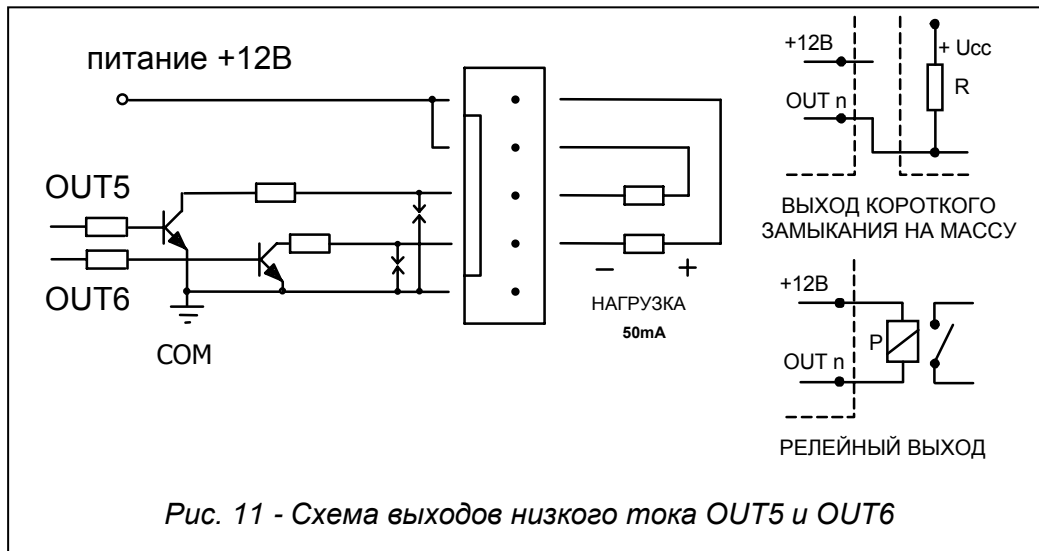 питание +12В
OUT5
OUT6
COM
НАГРУЗКА
50mA
– +
+12В
OUT n
+ Ucc
R
ВЫХОД КОРОТКОГО
ЗАМЫКАНИЯ НА МАССУ
+12В
P
OUT n
РЕЛЕЙНЫЙ ВЫХОД
Рис. 11 - Схема выходов низкого тока OUT5 и OUT6